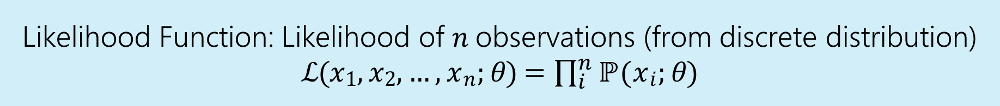 Likelihood Function: Likelihood of 𝑛 observations (from discrete distribution)
ℒ(𝑥₁, 𝑥₂, … , 𝑥ₙ; 𝜃) = ∏ᵢⁿ ℙ(𝑥ᵢ; 𝜃)